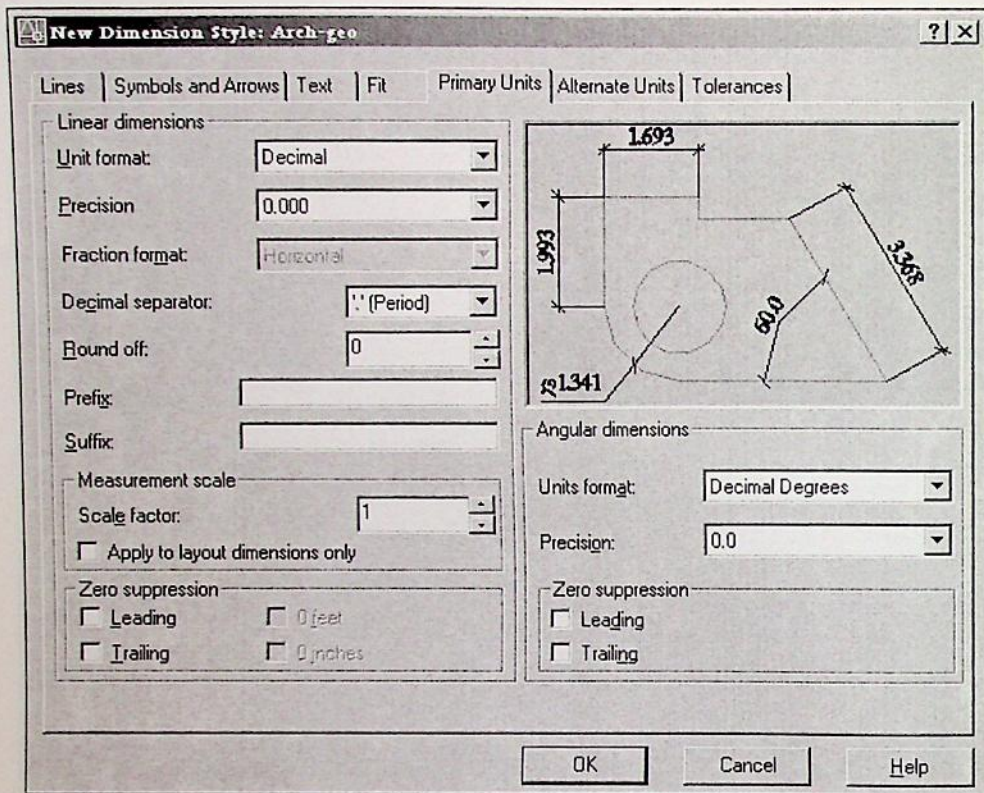 New Dimension Style: Arch-geo
? X
Lines Symbols and Arrows Text Fit Primary Units Alternate Units Tolerances
Linear dimensions
Unit format: Decimal
Precision 0.000
Fraction format: Horizontal
Decimal separator: '.' (Period)
Round off: 0
Prefix:
Suffix:
Measurement scale
Scale factor: 1
Apply to layout dimensions only
Zero suppression
Leading 0 feet
Trailing 0 inches
1.693
1.993
3.368
60.0
1.341
Angular dimensions
Units format: Decimal Degrees
Precision: 0.0
Zero suppression
Leading
Trailing
OK Cancel Help